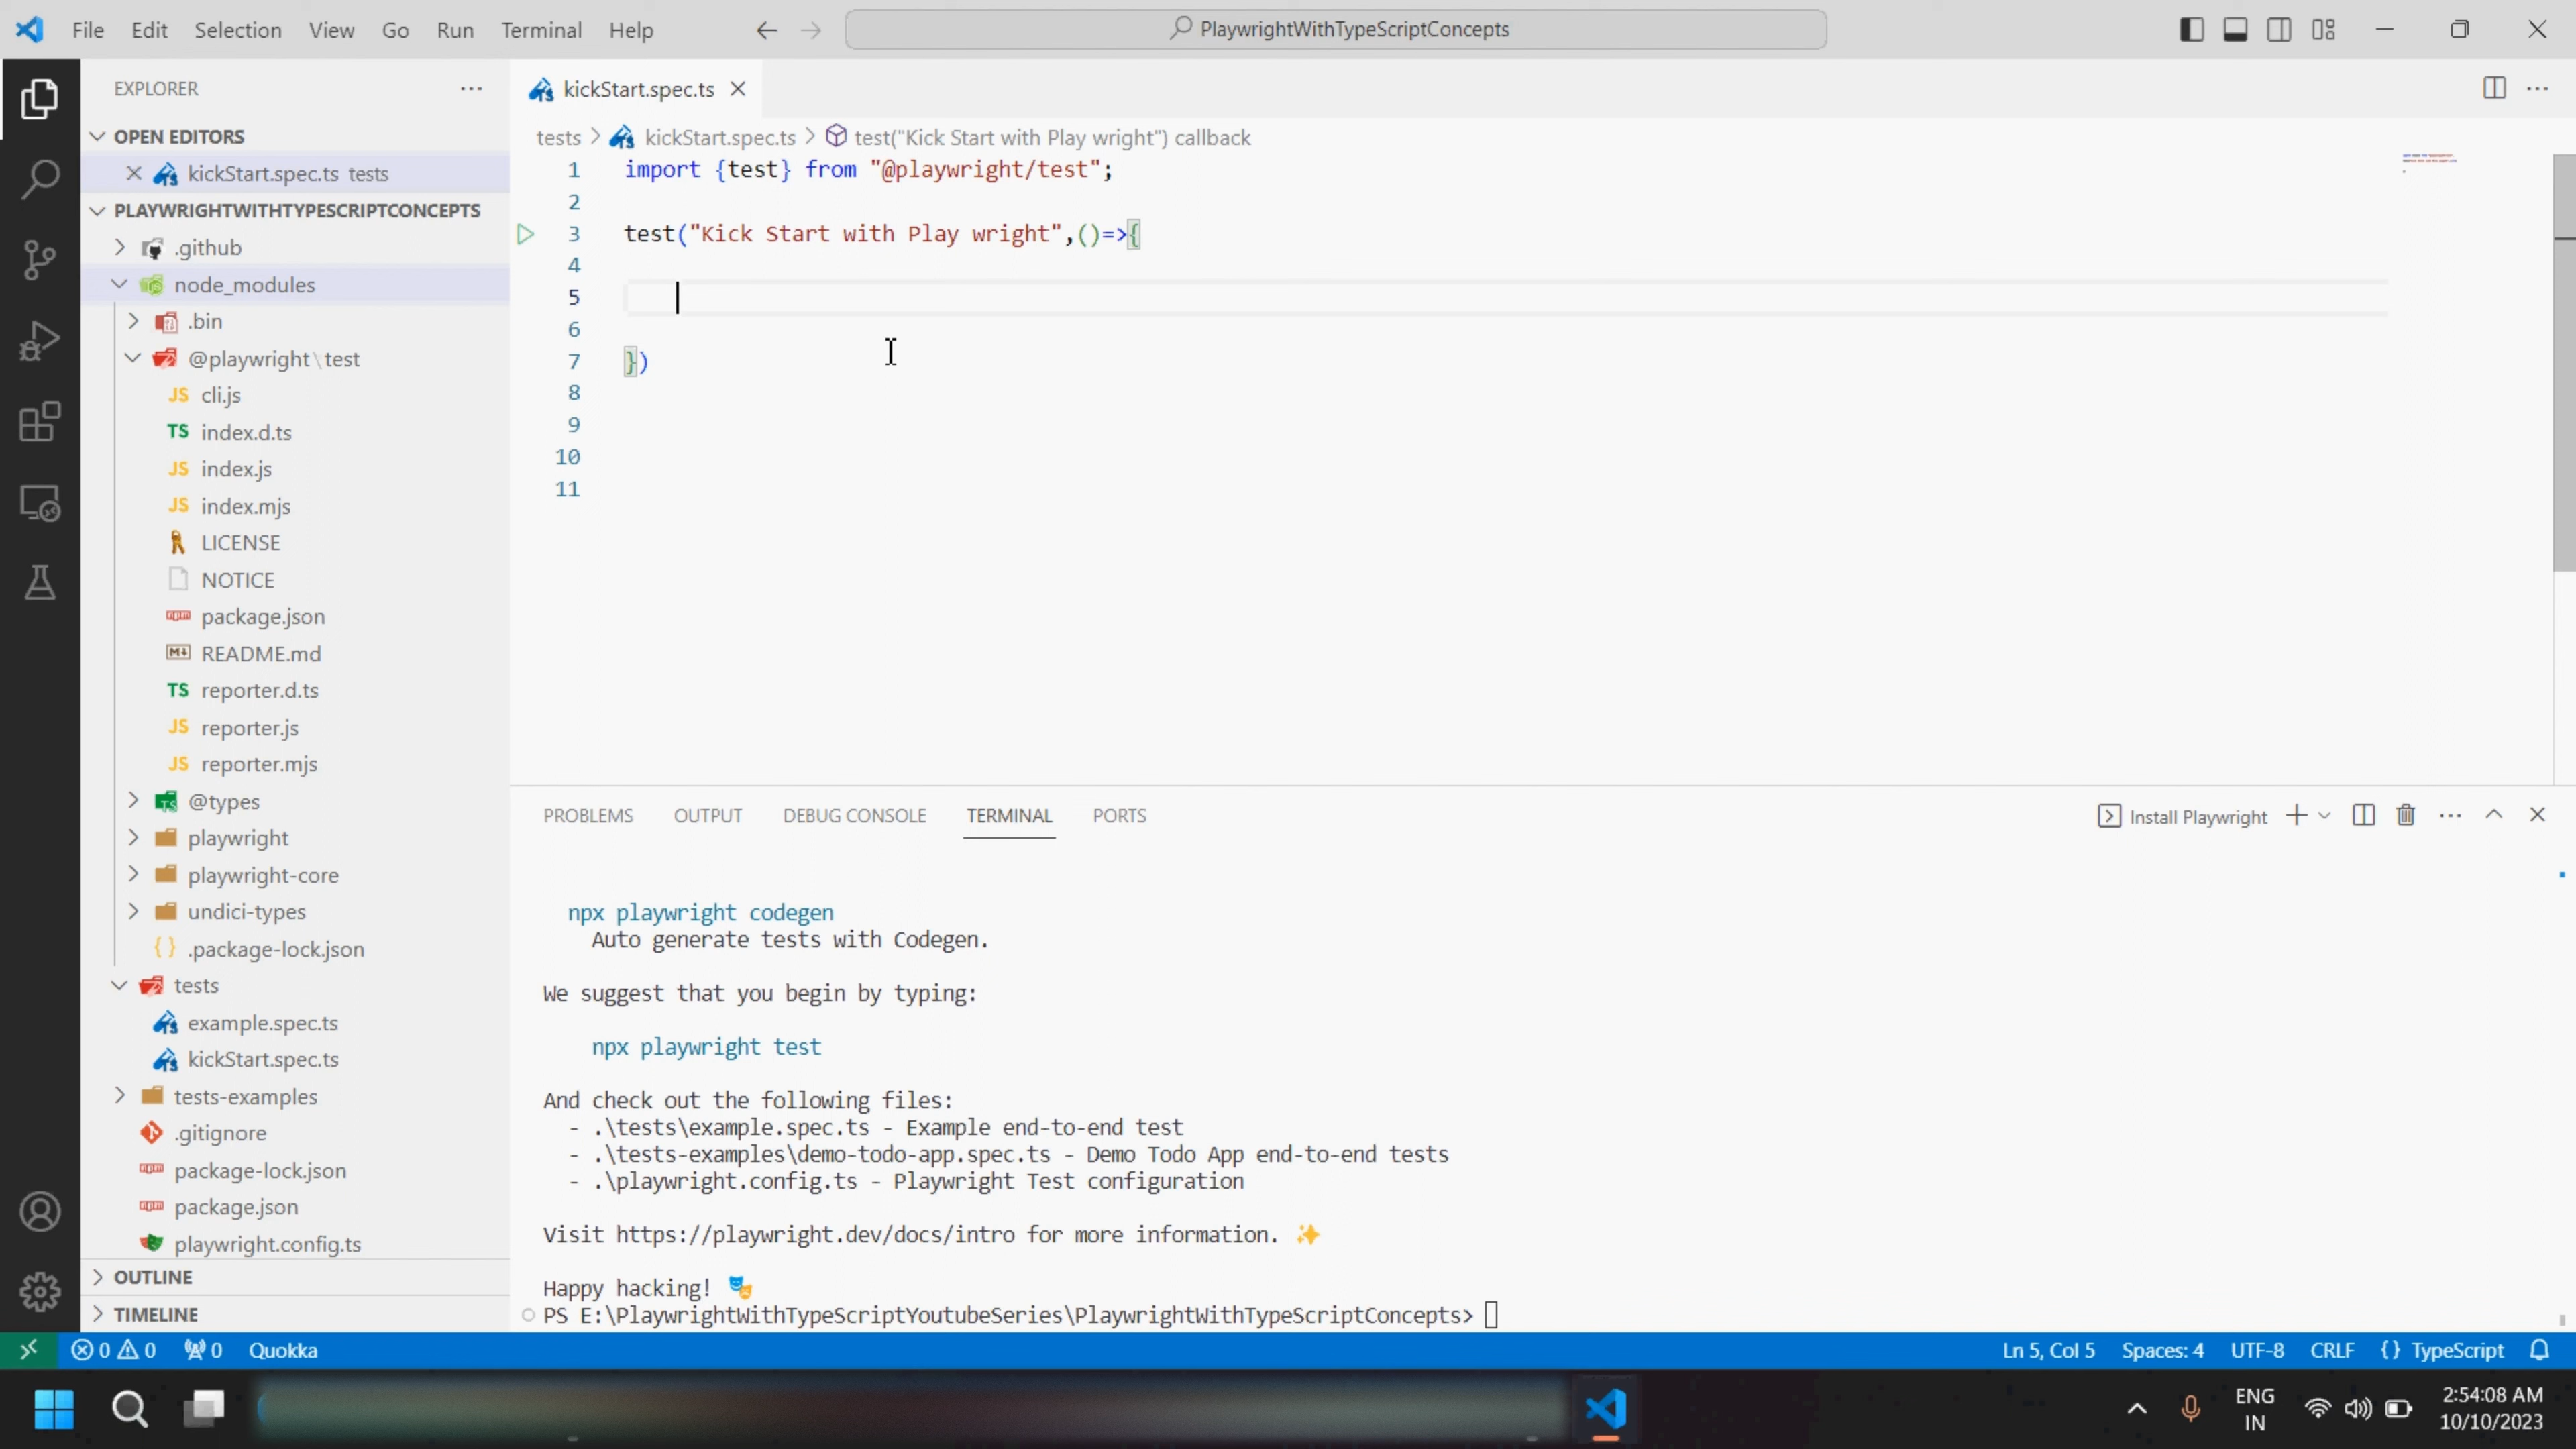 File Edit Selection View Go Run Terminal Help
PlaywrightWithTypeScriptConcepts
EXPLORER
OPEN EDITORS
kickStart.spec.ts tests
PLAYWRIGHTWITHTYPESCRIPTCONCEPTS
.github
node_modules
.bin
@playwright\test
JS cli.js
TS index.d.ts
JS index.js
JS index.mjs
LICENSE
NOTICE
package.json
README.md
TS reporter.d.ts
JS reporter.js
JS reporter.mjs
@types
playwright
playwright-core
undici-types
{} .package-lock.json
tests
example.spec.ts
kickStart.spec.ts
tests-examples
.gitignore
package-lock.json
package.json
playwright.config.ts
OUTLINE
TIMELINE
kickStart.spec.ts
tests > kickStart.spec.ts > test("Kick Start with Play wright") callback
1 import {test} from "@playwright/test";
2
3 test("Kick Start with Play wright",()=>{
4
5
6
7 })
8
9
10
11
PROBLEMS OUTPUT DEBUG CONSOLE TERMINAL PORTS
Install Playwright
npx playwright codegen
Auto generate tests with Codegen.
We suggest that you begin by typing:
npx playwright test
And check out the following files:
- .\tests\example.spec.ts - Example end-to-end test
- .\tests-examples\demo-todo-app.spec.ts - Demo Todo App end-to-end tests
- .\playwright.config.ts - Playwright Test configuration
Visit https://playwright.dev/docs/intro for more information. ✨
Happy hacking! 🎭
PS E:\PlaywrightWithTypeScriptYoutubeSeries\PlaywrightWithTypeScriptConcepts>
0 0 0 Quokka
Ln 5, Col 5 Spaces: 4 UTF-8 CRLF {} TypeScript
ENG
IN
2:54:08 AM
10/10/2023